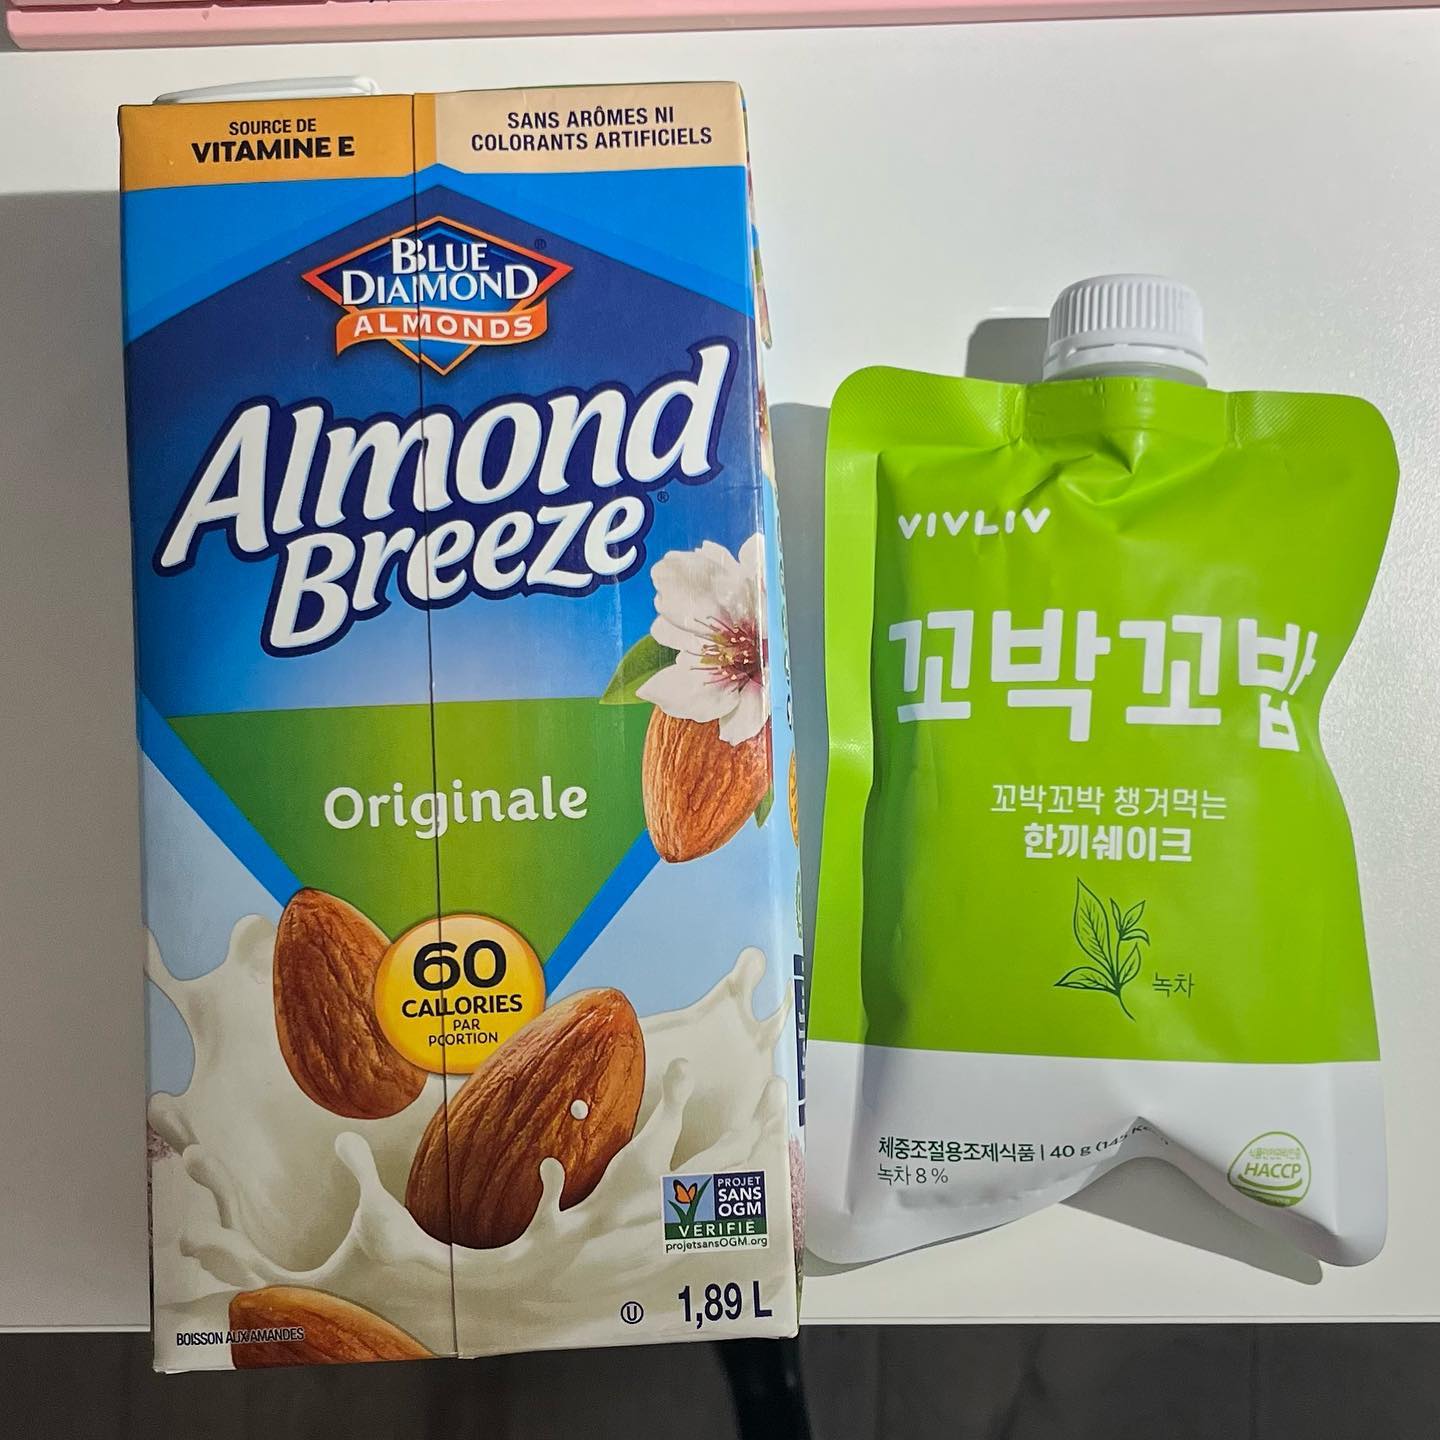 SOURCE DE
VITAMINE E
SANS ARÔMES NI
COLORANTS ARTIFICIELS
BLUE
DIAMOND
ALMONDS
Almond
Breeze
Originale
60
CALORIES
PAR
PORTION
PROJET
SANS
OGM
VÉRIFIÉ
projetsansOGM.org
U
1,89 L
BOISSON AUX AMANDES
VIVLIV
꼬박꼬밥
꼬박꼬박 챙겨먹는
한끼쉐이크
녹차
체중조절용조제식품 | 40 g
녹차 8 %
HACCP